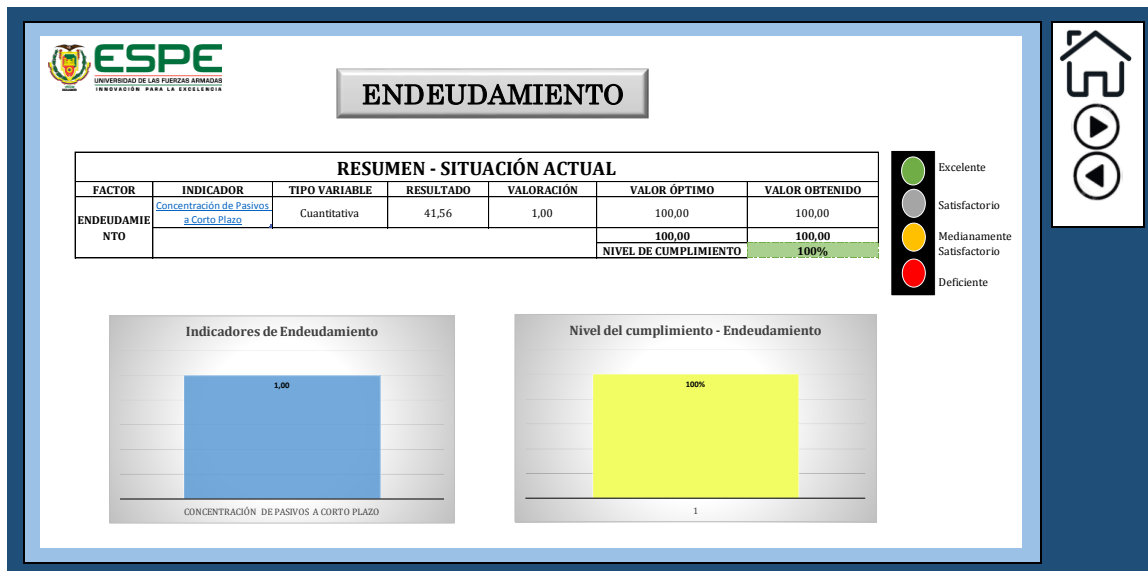 ESPE
UNIVERSIDAD DE LAS FUERZAS ARMADAS
INNOVACIÓN PARA LA EXCELENCIA
ENDEUDAMIENTO
RESUMEN - SITUACIÓN ACTUAL
FACTOR INDICADOR TIPO VARIABLE RESULTADO VALORACIÓN VALOR ÓPTIMO VALOR OBTENIDO
ENDEUDAMIE
NTO
Concentración de Pasivos
a Corto Plazo
Cuantitativa 41,56 1,00 100,00 100,00
100,00 100,00
NIVEL DE CUMPLIMIENTO 100%
Excelente
Satisfactorio
Medianamente
Satisfactorio
Deficiente
Indicadores de Endeudamiento
1,00
CONCENTRACIÓN DE PASIVOS A CORTO PLAZO
Nivel del cumplimiento - Endeudamiento
100%
1